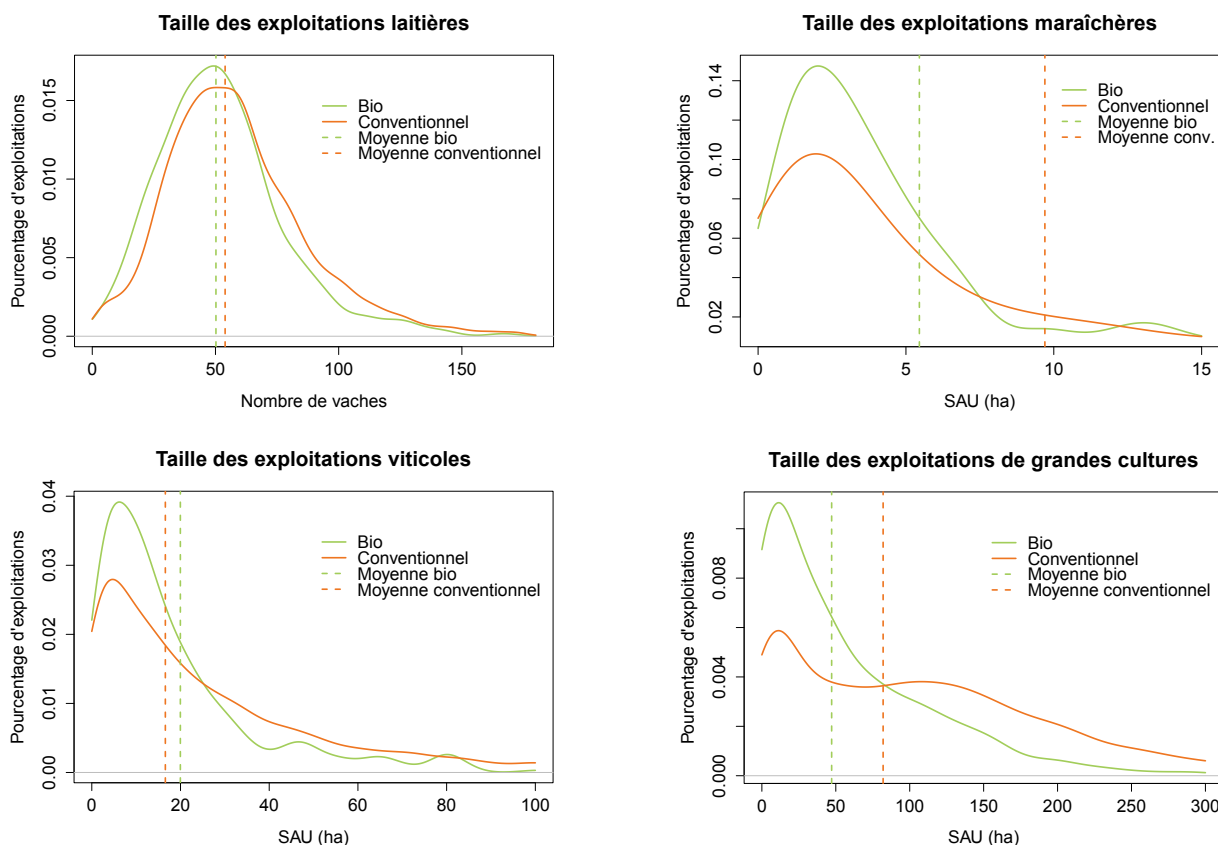 Taille des exploitations laitières
Pourcentage d'exploitations
0.000 0.005 0.010 0.015
Bio
Conventionnel
Moyenne bio
Moyenne conventionnel
0 50 100 150
Nombre de vaches
Taille des exploitations maraîchères
Pourcentage d'exploitations
0.02 0.06 0.10 0.14
Bio
Conventionnel
Moyenne bio
Moyenne conv.
0 5 10 15
SAU (ha)
Taille des exploitations viticoles
Pourcentage d'exploitations
0.00 0.01 0.02 0.03 0.04
Bio
Conventionnel
Moyenne bio
Moyenne conventionnel
0 20 40 60 80 100
SAU (ha)
Taille des exploitations de grandes cultures
Pourcentage d'exploitations
0.000 0.004 0.008
Bio
Conventionnel
Moyenne bio
Moyenne conventionnel
0 50 100 150 200 250 300
SAU (ha)